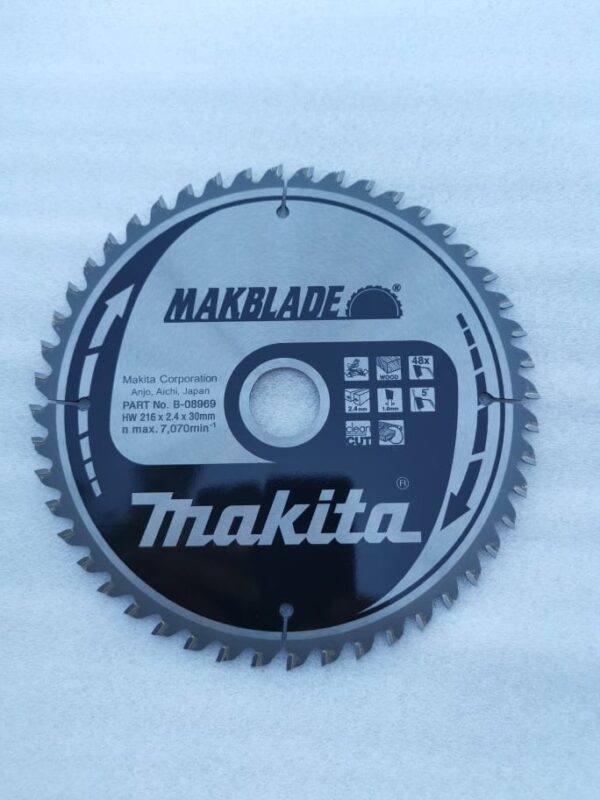 MAKBLADE ®
Makita Corporation
Anjo, Aichi, Japan
PART No. B-08969
HW 216 x 2.4 x 30mm
n max. 7,070min⁻¹
WOOD
48x
2.4mm
1.6mm
5°
clean
CUT
makita ®